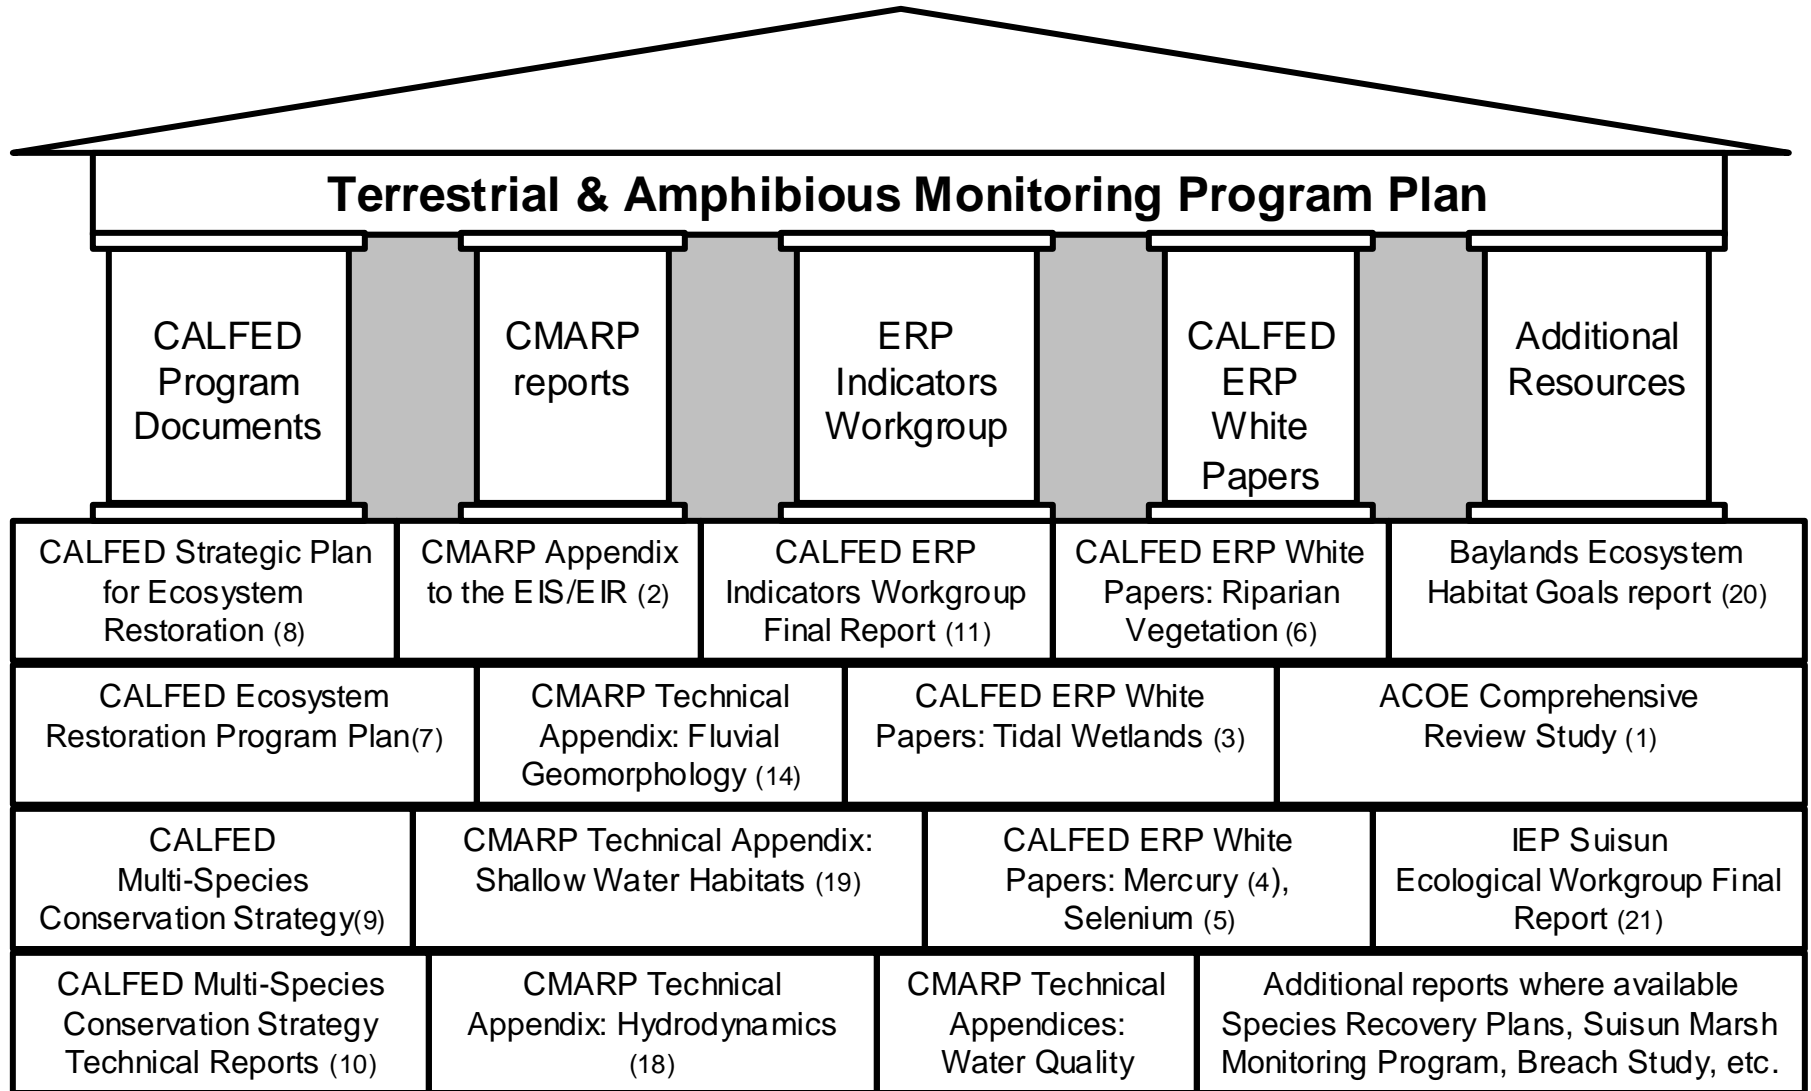 Terrestrial & Amphibious Monitoring Program Plan
CALFED
Program
Documents
CMARP
reports
ERP
Indicators
Workgroup
CALFED
ERP
White
Papers
Additional
Resources
CALFED Strategic Plan
for Ecosystem
Restoration (8)
CMARP Appendix
to the EIS/EIR (2)
CALFED ERP
Indicators Workgroup
Final Report (11)
CALFED ERP White
Papers: Riparian
Vegetation (6)
Baylands Ecosystem
Habitat Goals report (20)
CALFED Ecosystem
Restoration Program Plan(7)
CMARP Technical
Appendix: Fluvial
Geomorphology (14)
CALFED ERP White
Papers: Tidal Wetlands (3)
ACOE Comprehensive
Review Study (1)
CALFED
Multi-Species
Conservation Strategy(9)
CMARP Technical Appendix:
Shallow Water Habitats (19)
CALFED ERP White
Papers: Mercury (4),
Selenium (5)
IEP Suisun
Ecological Workgroup Final
Report (21)
CALFED Multi-Species
Conservation Strategy
Technical Reports (10)
CMARP Technical
Appendix: Hydrodynamics
(18)
CMARP Technical
Appendices:
Water Quality
Additional reports where available
Species Recovery Plans, Suisun Marsh
Monitoring Program, Breach Study, etc.